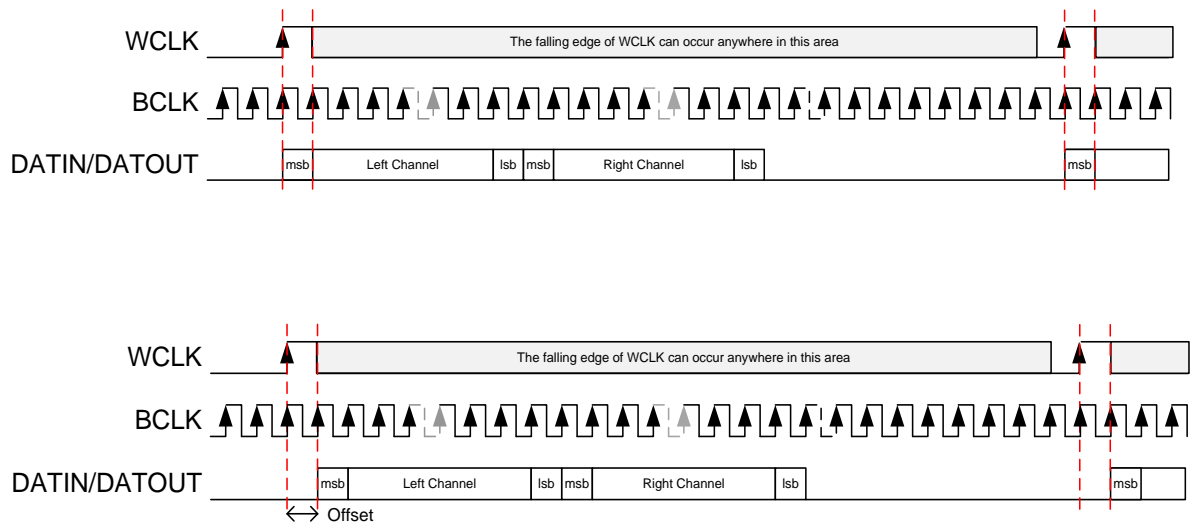 WCLK
The falling edge of WCLK can occur anywhere in this area
BCLK
DATIN/DATOUT
msb Left Channel lsb msb Right Channel lsb msb
WCLK
The falling edge of WCLK can occur anywhere in this area
BCLK
DATIN/DATOUT
msb Left Channel lsb msb Right Channel lsb msb
Offset